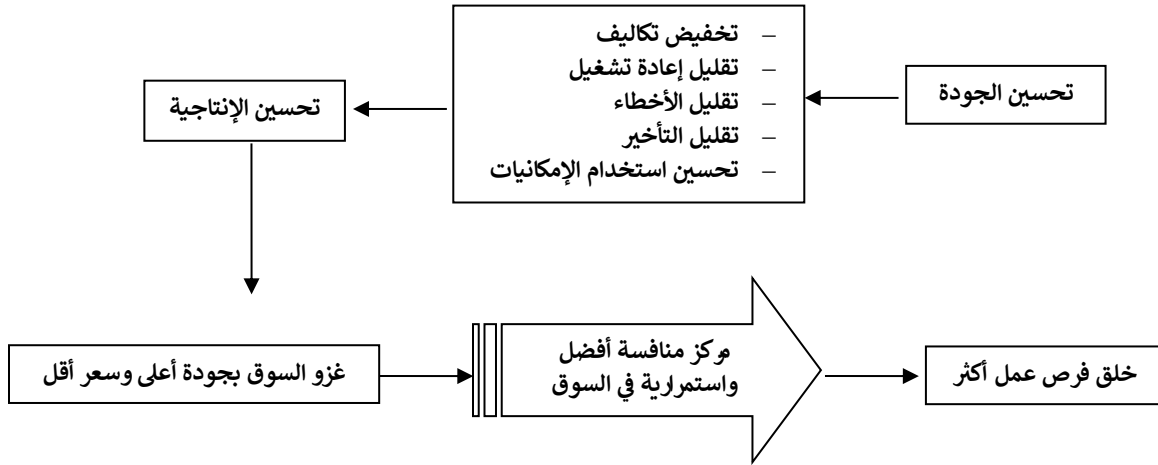 تحسين الجودة
– تخفيض تكاليف
– تقليل إعادة تشغيل
– تقليل الأخطاء
– تقليل التأخير
– تحسين استخدام الإمكانيات
تحسين الإنتاجية
غزو السوق بجودة أعلى وسعر أقل
مركز منافسة أفضل
واستمرارية في السوق
خلق فرص عمل أكثر